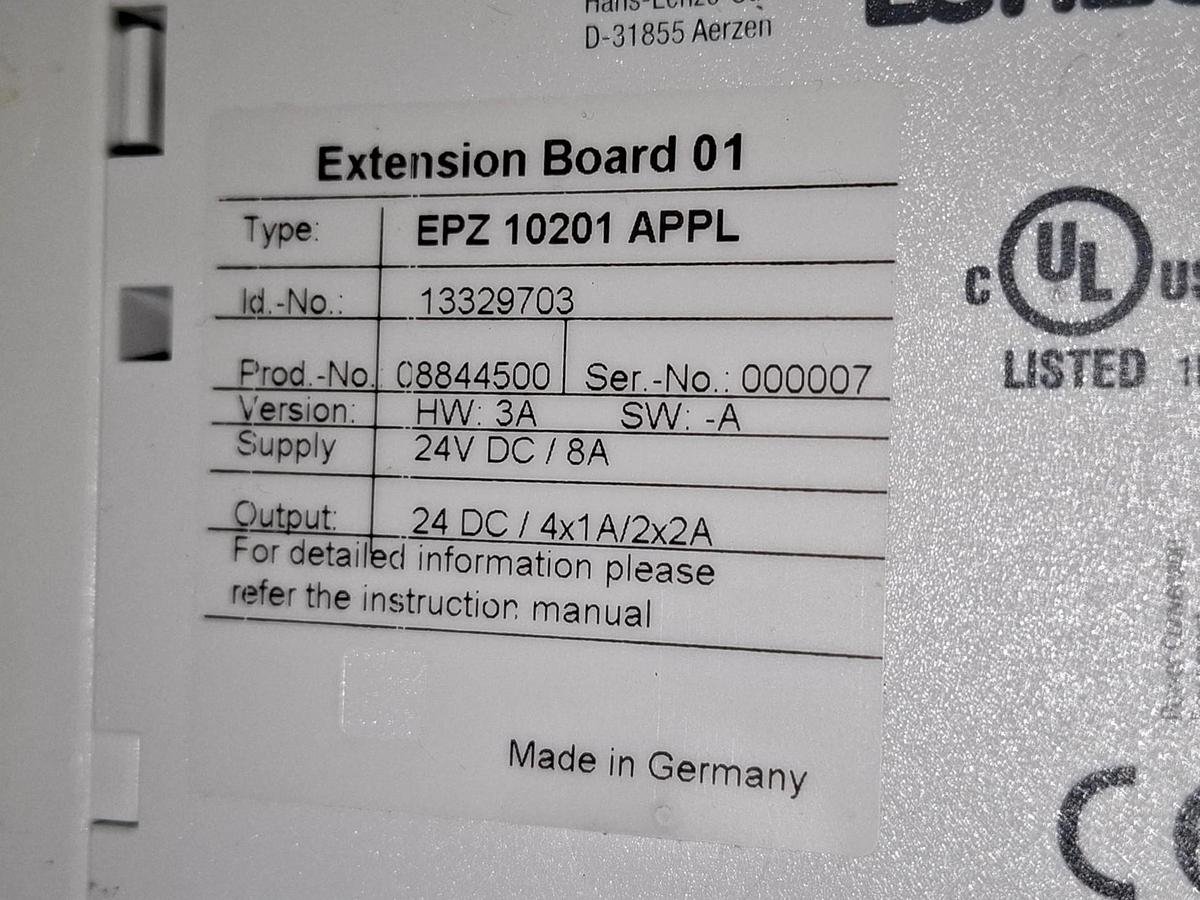 D-31855 Aerzen
Extension Board 01
Type: EPZ 10201 APPL
Id.-No.: 13329703
Prod.-No. 08844500 Ser.-No.: 000007
Version: HW: 3A SW: -A
Supply 24V DC / 8A
Output: 24 DC / 4x1A/2x2A
For detailed information please
refer the instruction manual
Made in Germany
C UL US
LISTED
CE